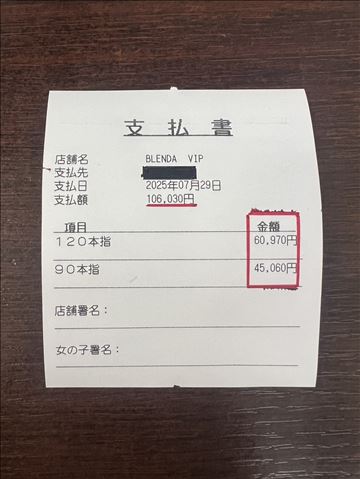 支払書
店舗名 BLENDA VIP
支払先
支払日 2025年07月29日
支払額 106,030円
項目 金額
120本指 60,970円
90本指 45,060円
店舗署名：
女の子署名：